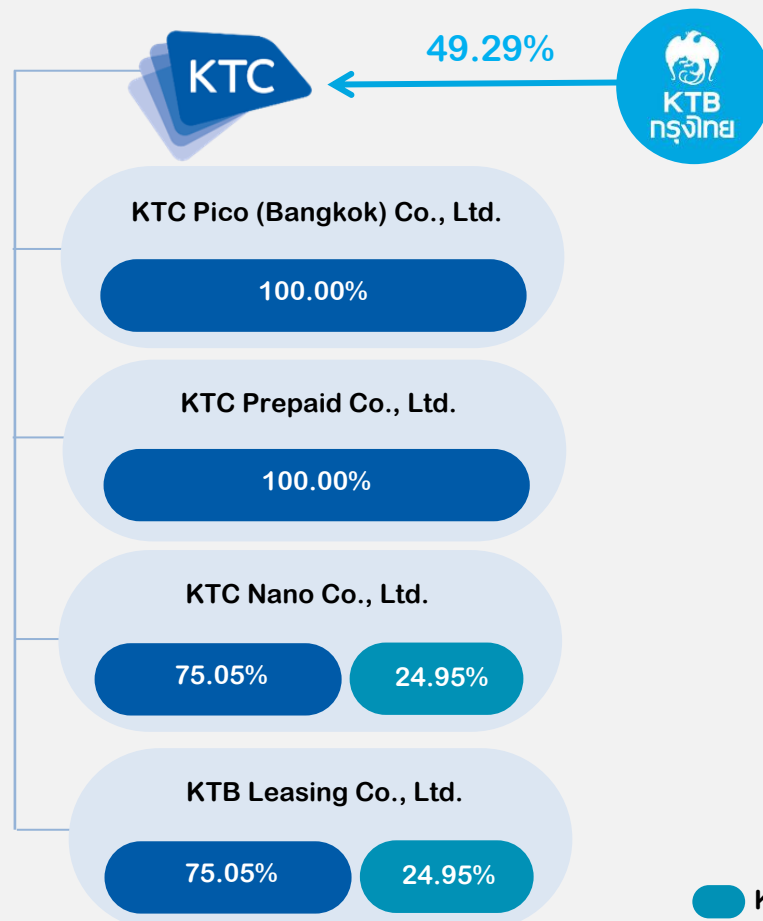 KTC
49.29%
KTB
กรุงไทย
KTC Pico (Bangkok) Co., Ltd.
100.00%
KTC Prepaid Co., Ltd.
100.00%
KTC Nano Co., Ltd.
75.05% 24.95%
KTB Leasing Co., Ltd.
75.05% 24.95%